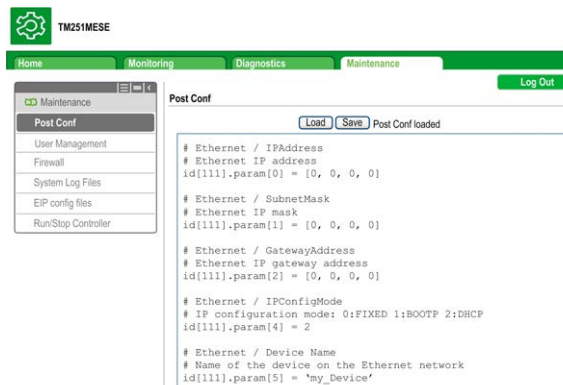 TM251MESE
Home Monitoring Diagnostics Maintenance
Log Out
Maintenance
Post Conf
User Management
Firewall
System Log Files
EIP config files
Run/Stop Controller
Post Conf
Load Save Post Conf loaded
# Ethernet / IPAddress
# Ethernet IP address
id[111].param[0] = [0, 0, 0, 0]
# Ethernet / SubnetMask
# Ethernet IP mask
id[111].param[1] = [0, 0, 0, 0]
# Ethernet / GatewayAddress
# Ethernet IP gateway address
id[111].param[2] = [0, 0, 0, 0]
# Ethernet / IPConfigMode
# IP configuration mode: 0:FIXED 1:BOOTP 2:DHCP
id[111].param[4] = 2
# Ethernet / Device Name
# Name of the device on the Ethernet network
id[111].param[5] = ‘my_Device’